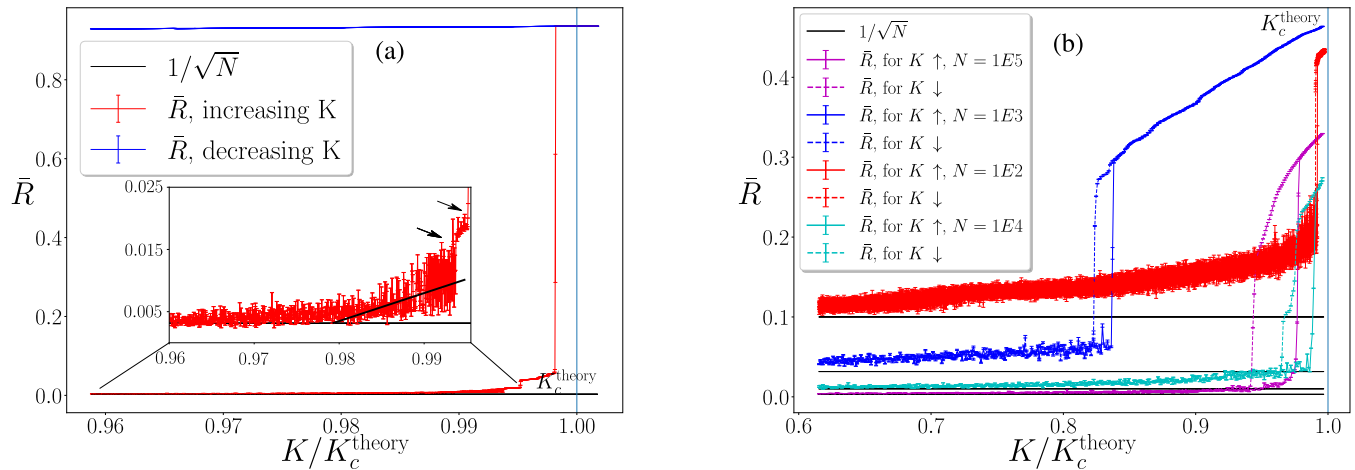 (a)
1/√N
R̄, increasing K
R̄, decreasing K
R̄
0.8
0.6
0.4
0.2
0.0
0.025
0.015
0.005
0.96
0.97
0.98
0.99
K_c^theory
0.96
0.97
0.98
0.99
1.00
K/K_c^theory
(b)
K_c^theory
1/√N
R̄, for K ↑, N = 1E5
R̄, for K ↓
R̄, for K ↑, N = 1E3
R̄, for K ↓
R̄, for K ↑, N = 1E2
R̄, for K ↓
R̄, for K ↑, N = 1E4
R̄, for K ↓
R̄
0.4
0.3
0.2
0.1
0.0
0.6
0.7
0.8
0.9
1.0
K/K_c^theory